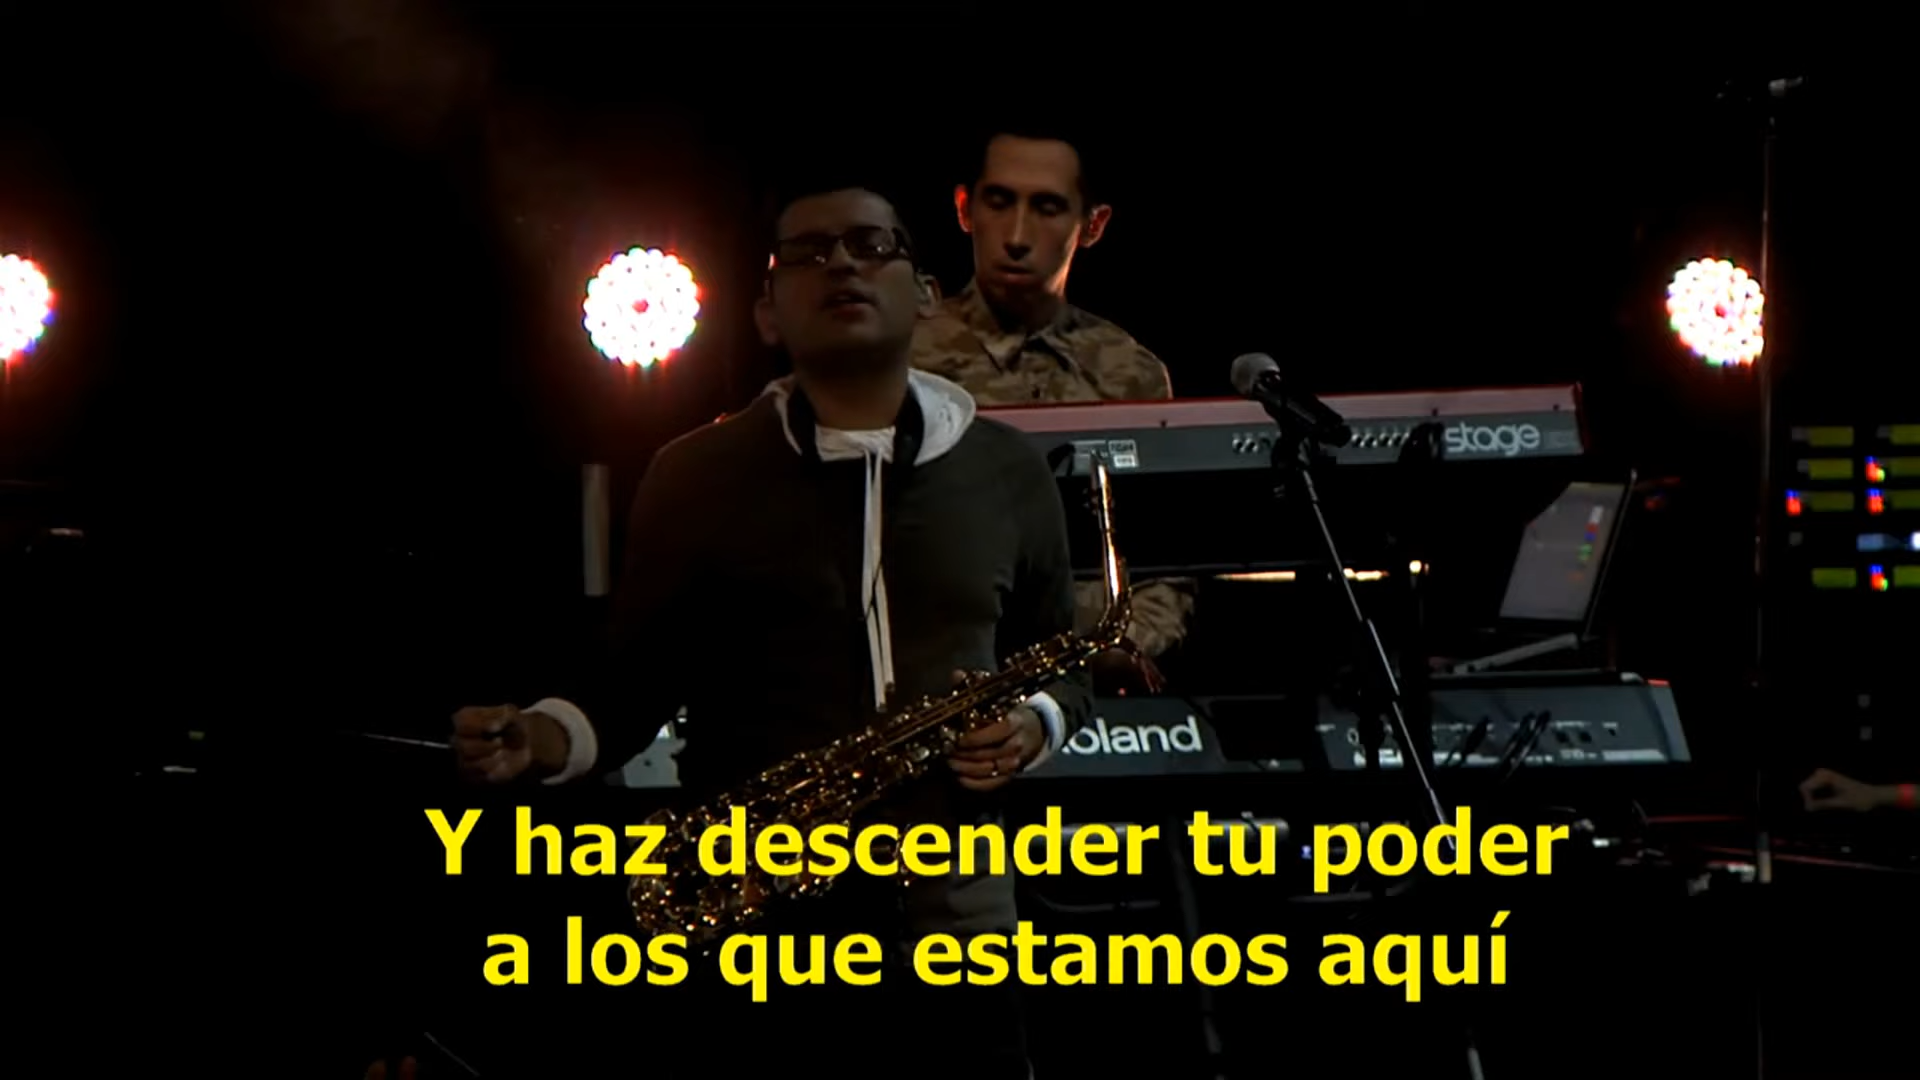 stage
Roland
Y haz descender tu poder
a los que estamos aquí